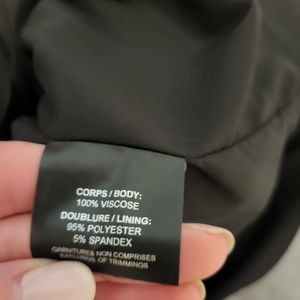 CORPS / BODY:
100% VISCOSE
DOUBLURE / LINING:
95% POLYESTER
5% SPANDEX
GARNITURES NON COMPRISES
EXCLUSIVE OF TRIMMINGS